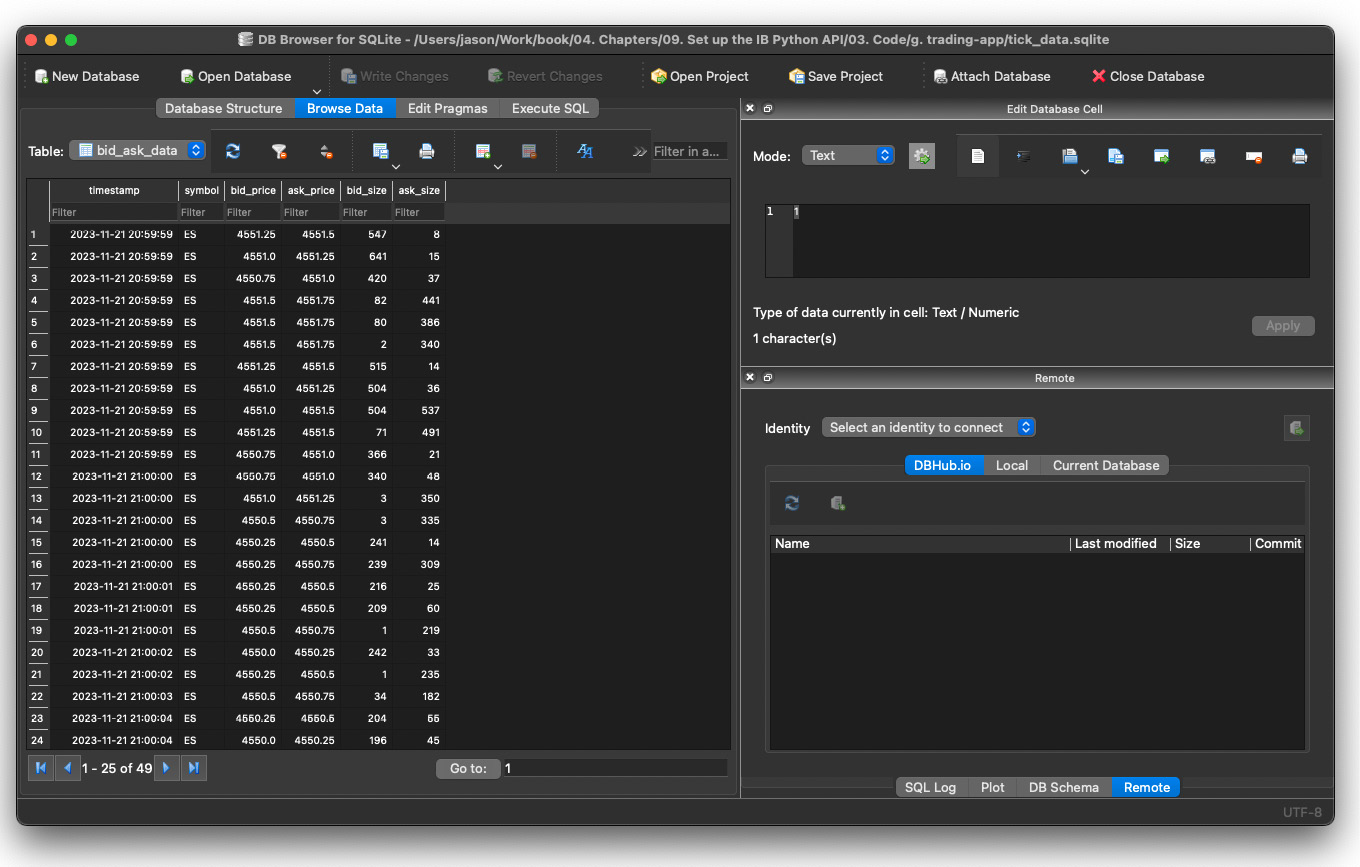 DB Browser for SQLite - /Users/jason/Work/book/04. Chapters/09. Set up the IB Python API/03. Code/g. trading-app/tick_data.sqlite
New Database Open Database Write Changes Revert Changes Open Project Save Project Attach Database Close Database
Database Structure Browse Data Edit Pragmas Execute SQL
Table: bid_ask_data Filter in a...
timestamp symbol bid_price ask_price bid_size ask_size
Filter Filter Filter Filter Filter Filter
1 2023-11-21 20:59:59 ES 4551.25 4551.5 547 8
2 2023-11-21 20:59:59 ES 4551.0 4551.25 641 15
3 2023-11-21 20:59:59 ES 4550.75 4551.0 420 37
4 2023-11-21 20:59:59 ES 4551.5 4551.75 82 441
5 2023-11-21 20:59:59 ES 4551.5 4551.75 80 386
6 2023-11-21 20:59:59 ES 4551.5 4551.75 2 340
7 2023-11-21 20:59:59 ES 4551.25 4551.5 515 14
8 2023-11-21 20:59:59 ES 4551.0 4551.25 504 36
9 2023-11-21 20:59:59 ES 4551.0 4551.5 504 537
10 2023-11-21 20:59:59 ES 4551.25 4551.5 71 491
11 2023-11-21 20:59:59 ES 4550.75 4551.0 366 21
12 2023-11-21 21:00:00 ES 4550.75 4551.0 340 48
13 2023-11-21 21:00:00 ES 4551.0 4551.25 3 350
14 2023-11-21 21:00:00 ES 4550.5 4550.75 3 335
15 2023-11-21 21:00:00 ES 4550.25 4550.5 241 14
16 2023-11-21 21:00:00 ES 4550.25 4550.75 239 309
17 2023-11-21 21:00:01 ES 4550.25 4550.5 216 25
18 2023-11-21 21:00:01 ES 4550.25 4550.5 209 60
19 2023-11-21 21:00:01 ES 4550.5 4550.75 1 219
20 2023-11-21 21:00:02 ES 4550.0 4550.25 242 33
21 2023-11-21 21:00:02 ES 4550.25 4550.5 1 235
22 2023-11-21 21:00:03 ES 4550.5 4550.75 34 182
23 2023-11-21 21:00:04 ES 4550.25 4550.5 204 55
24 2023-11-21 21:00:04 ES 4550.0 4550.25 196 45
1 - 25 of 49 Go to: 1
Edit Database Cell
Mode: Text
1 1
Type of data currently in cell: Text / Numeric
1 character(s)
Apply
Remote
Identity Select an identity to connect
DBHub.io Local Current Database
Name Last modified Size Commit
SQL Log Plot DB Schema Remote
UTF-8